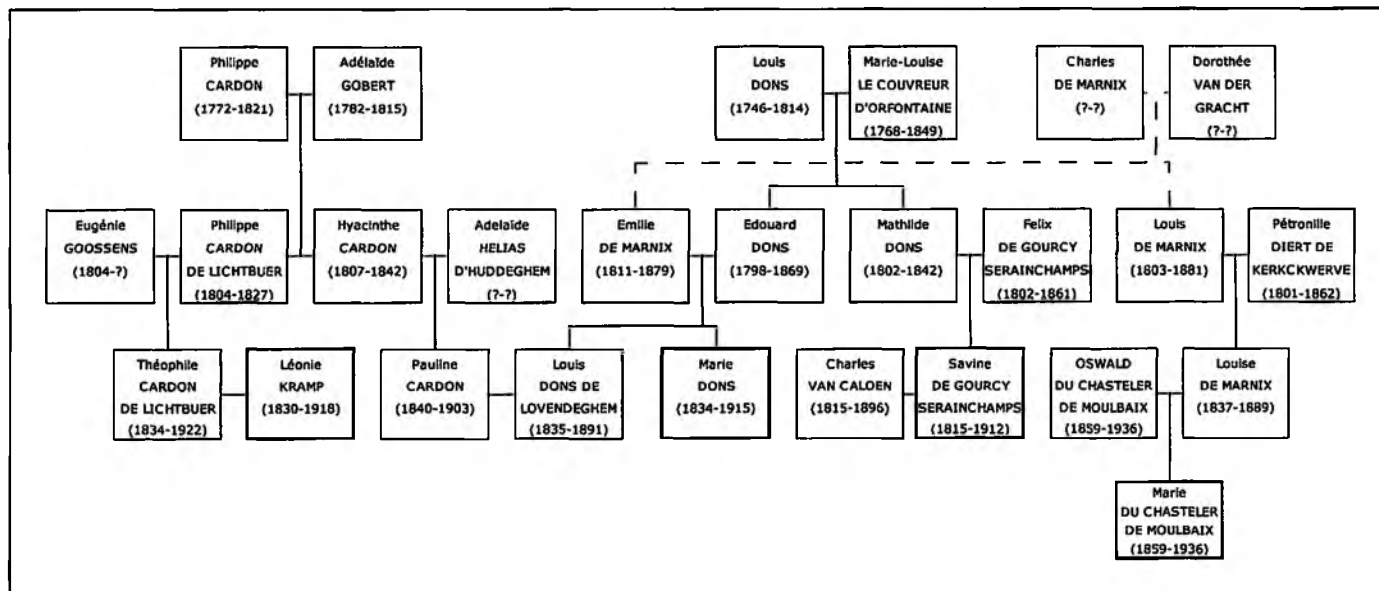 Philippe
CARDON
(1772-1821)
Adélaïde
GOBERT
(1782-1815)
Louis
DONS
(1746-1814)
Marie-Louise
LE COUVREUR
D'ORFONTAINE
(1768-1849)
Charles
DE MARNIX
(?-?)
Dorothée
VAN DER
GRACHT
(?-?)
Eugénie
GOOSSENS
(1804-?)
Philippe
CARDON
DE LICHTBUER
(1804-1827)
Hyacinthe
CARDON
(1807-1842)
Adelaïde
HELIAS
D'HUDDEGHEM
(?-?)
Emilie
DE MARNIX
(1811-1879)
Edouard
DONS
(1798-1869)
Mathilde
DONS
(1802-1842)
Felix
DE GOURCY
SERAINCHAMPS
(1802-1861)
Louis
DE MARNIX
(1803-1881)
Pétronille
DIERT DE
KERKCKWERVE
(1801-1862)
Théophile
CARDON
DE LICHTBUER
(1834-1922)
Léonie
KRAMP
(1830-1918)
Pauline
CARDON
(1840-1903)
Louis
DONS DE
LOVENDEGHEM
(1835-1891)
Marie
DONS
(1834-1915)
Charles
VAN CALOEN
(1815-1896)
Savine
DE GOURCY
SERAINCHAMPS
(1815-1912)
OSWALD
DU CHASTELER
DE MOULBAIX
(1859-1936)
Louise
DE MARNIX
(1837-1889)
Marie
DU CHASTELER
DE MOULBAIX
(1859-1936)